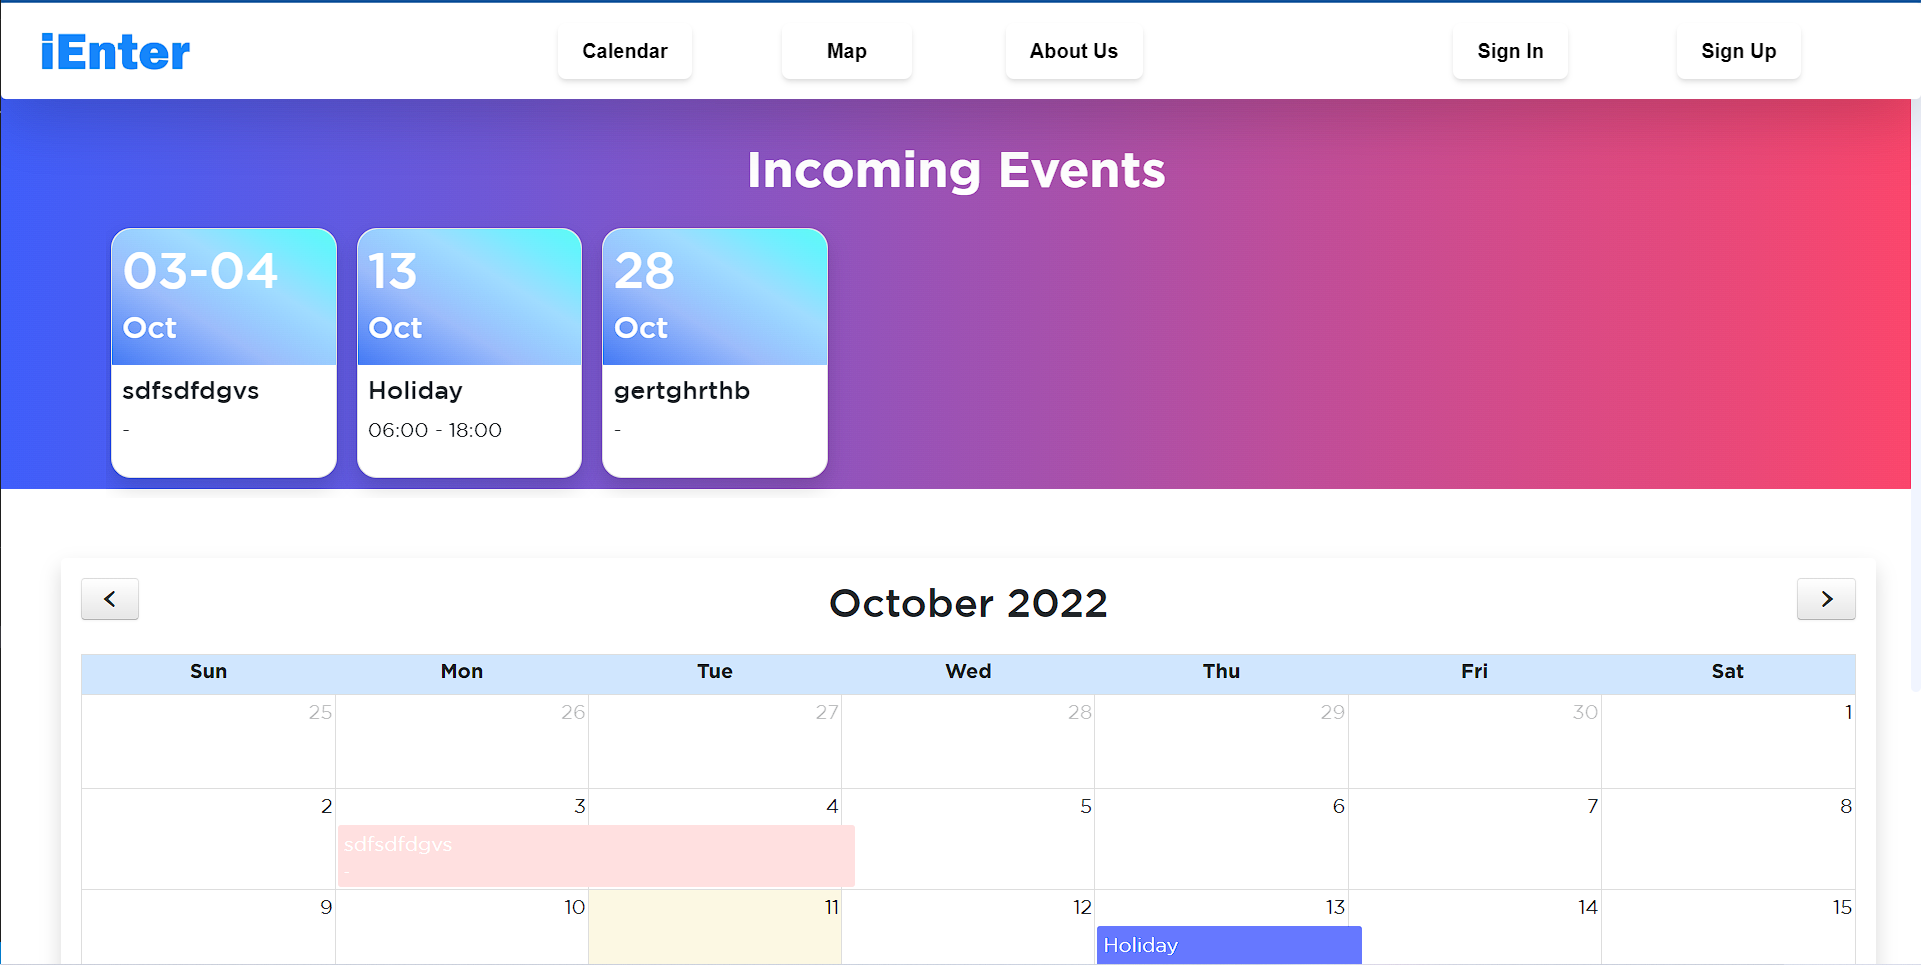 iEnter
Calendar
Map
About Us
Sign In
Sign Up
Incoming Events
03-04
Oct
sdfsdfdgvs
-
13
Oct
Holiday
06:00 - 18:00
28
Oct
gertghrthb
-
October 2022
Sun Mon Tue Wed Thu Fri Sat
25 26 27 28 29 30 1
2 3 4 5 6 7 8
sdfsdfdgvs
-
9 10 11 12 13 14 15
Holiday